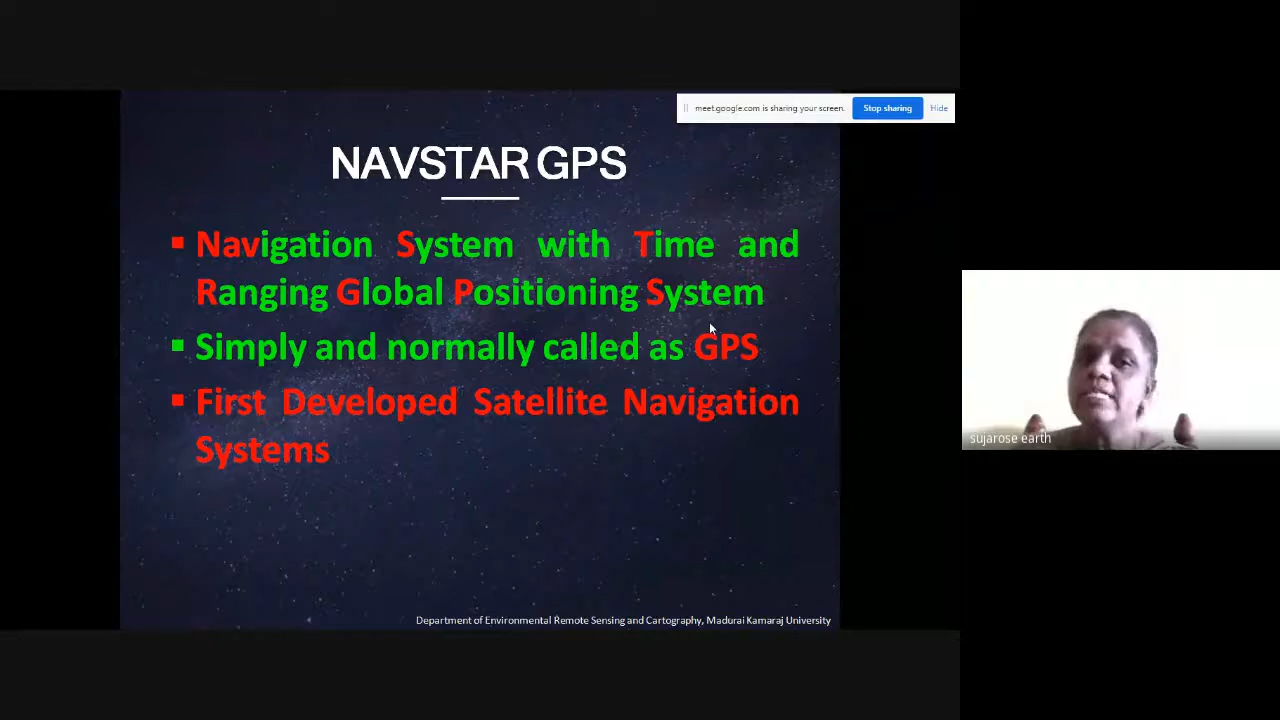 meet.google.com is sharing your screen.
Stop sharing
Hide
NAVSTAR GPS
Navigation System with Time and
Ranging Global Positioning System
Simply and normally called as GPS
First Developed Satellite Navigation
Systems
sujarose earth
Department of Environmental Remote Sensing and Cartography, Madurai Kamaraj University